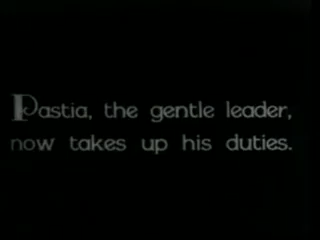 Pastia, the gentle leader,
now takes up his duties.